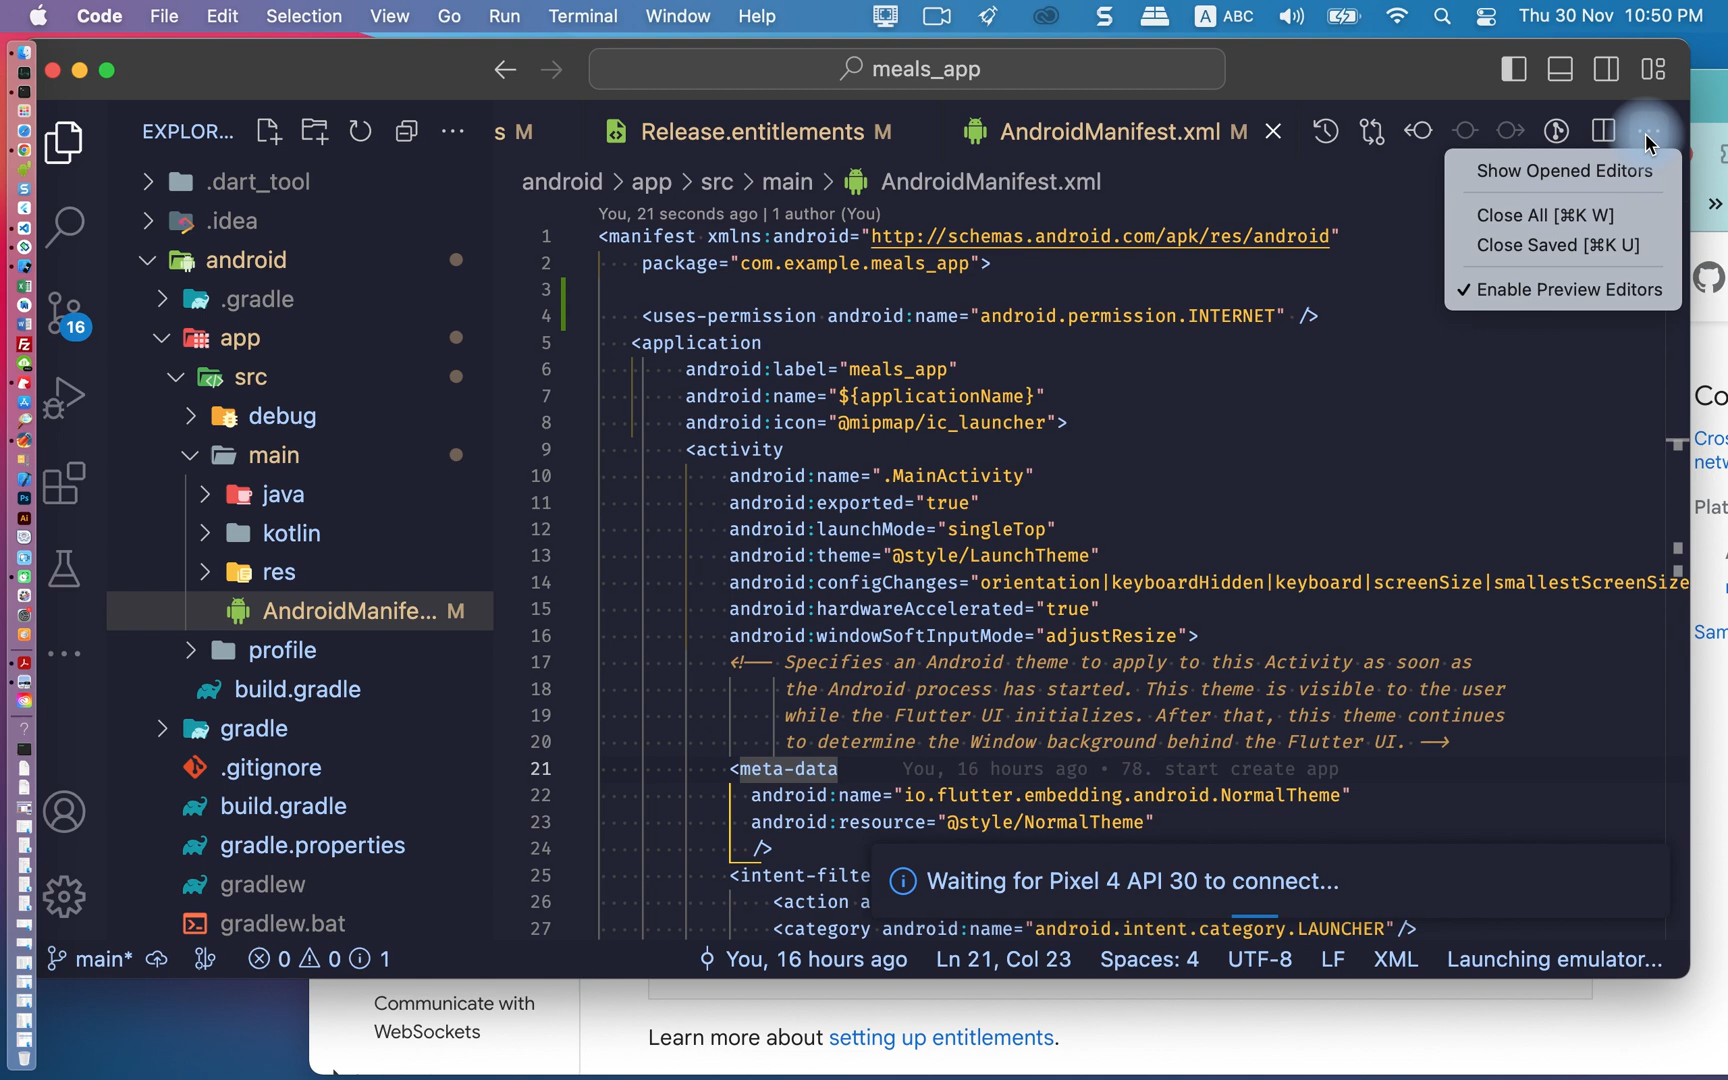 Code File Edit Selection View Go Run Terminal Window Help A ABC Thu 30 Nov 10:50 PM
meals_app
EXPLOR...
s M Release.entitlements M AndroidManifest.xml M
android > app > src > main > AndroidManifest.xml
Show Opened Editors
Close All [⌘K W]
Close Saved [⌘K U]
✓ Enable Preview Editors
.dart_tool
.idea
android
.gradle
app
src
debug
main
java
kotlin
res
AndroidManife... M
profile
build.gradle
gradle
.gitignore
build.gradle
gradle.properties
gradlew
gradlew.bat
16
You, 21 seconds ago | 1 author (You)
1 <manifest xmlns:android="http://schemas.android.com/apk/res/android"
2 package="com.example.meals_app">
3
4 <uses-permission android:name="android.permission.INTERNET" />
5 <application
6 android:label="meals_app"
7 android:name="${applicationName}"
8 android:icon="@mipmap/ic_launcher">
9 <activity
10 android:name=".MainActivity"
11 android:exported="true"
12 android:launchMode="singleTop"
13 android:theme="@style/LaunchTheme"
14 android:configChanges="orientation|keyboardHidden|keyboard|screenSize|smallestScreenSize
15 android:hardwareAccelerated="true"
16 android:windowSoftInputMode="adjustResize">
17 <!-- Specifies an Android theme to apply to this Activity as soon as
18 the Android process has started. This theme is visible to the user
19 while the Flutter UI initializes. After that, this theme continues
20 to determine the Window background behind the Flutter UI. -->
21 <meta-data You, 16 hours ago • 78. start create app
22 android:name="io.flutter.embedding.android.NormalTheme"
23 android:resource="@style/NormalTheme"
24 />
25 <intent-filte
26 <action a
27 <category android:name="android.intent.category.LAUNCHER"/>
Waiting for Pixel 4 API 30 to connect...
main* 0 0 1 You, 16 hours ago Ln 21, Col 23 Spaces: 4 UTF-8 LF XML Launching emulator...
»
Co
Cros
netw
Plat
Sam
Communicate with
WebSockets
Learn more about setting up entitlements.